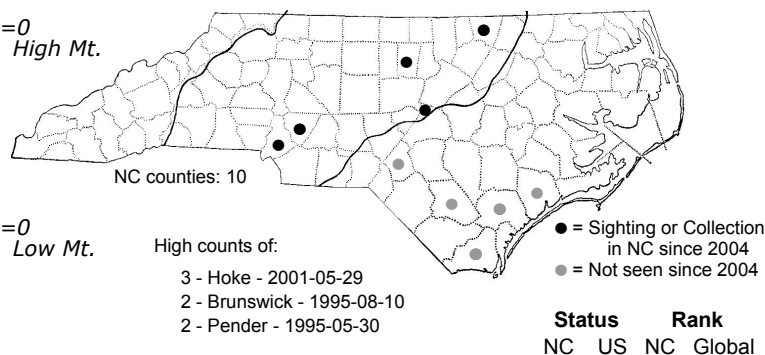 =0
High Mt.
NC counties: 10
=0
Low Mt.
High counts of:
3 - Hoke - 2001-05-29
2 - Brunswick - 1995-08-10
2 - Pender - 1995-05-30
= Sighting or Collection
in NC since 2004
= Not seen since 2004
Status Rank
NC US NC Global